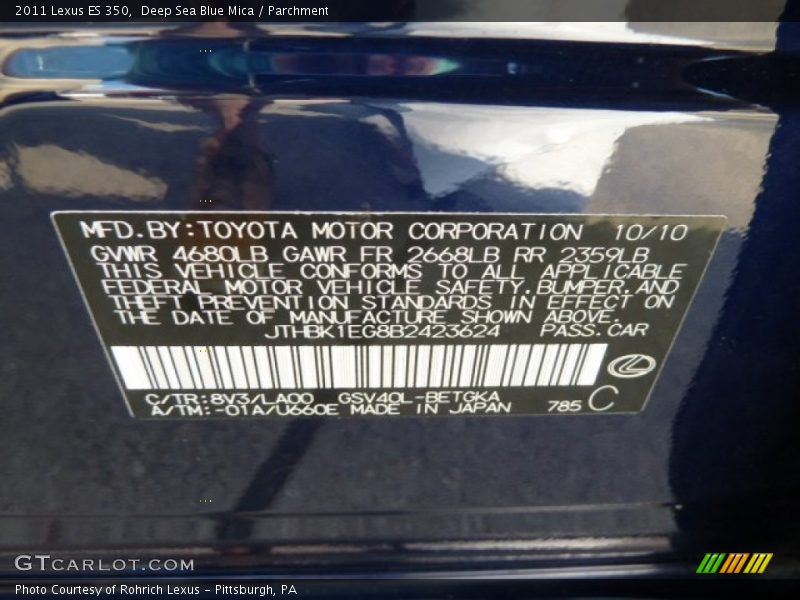 2011 Lexus ES 350,  Deep Sea Blue Mica / Parchment
MFD.BY:TOYOTA MOTOR CORPORATION 10/10
GVWR 4680LB GAWR FR 2668LB RR 2359LB
THIS VEHICLE CONFORMS TO ALL APPLICABLE
FEDERAL MOTOR VEHICLE SAFETY,BUMPER,AND
THEFT PREVENTION STANDARDS IN EFFECT ON
THE DATE OF MANUFACTURE SHOWN ABOVE.
JTHBK1EG8B2423624 PASS.CAR
C/TR:8V3/LA00 GSV40L-BETGKA
A/TM:-01A/U660E MADE IN JAPAN 785 C
GTCARLOT.COM
Photo Courtesy of Rohrich Lexus - Pittsburgh, PA